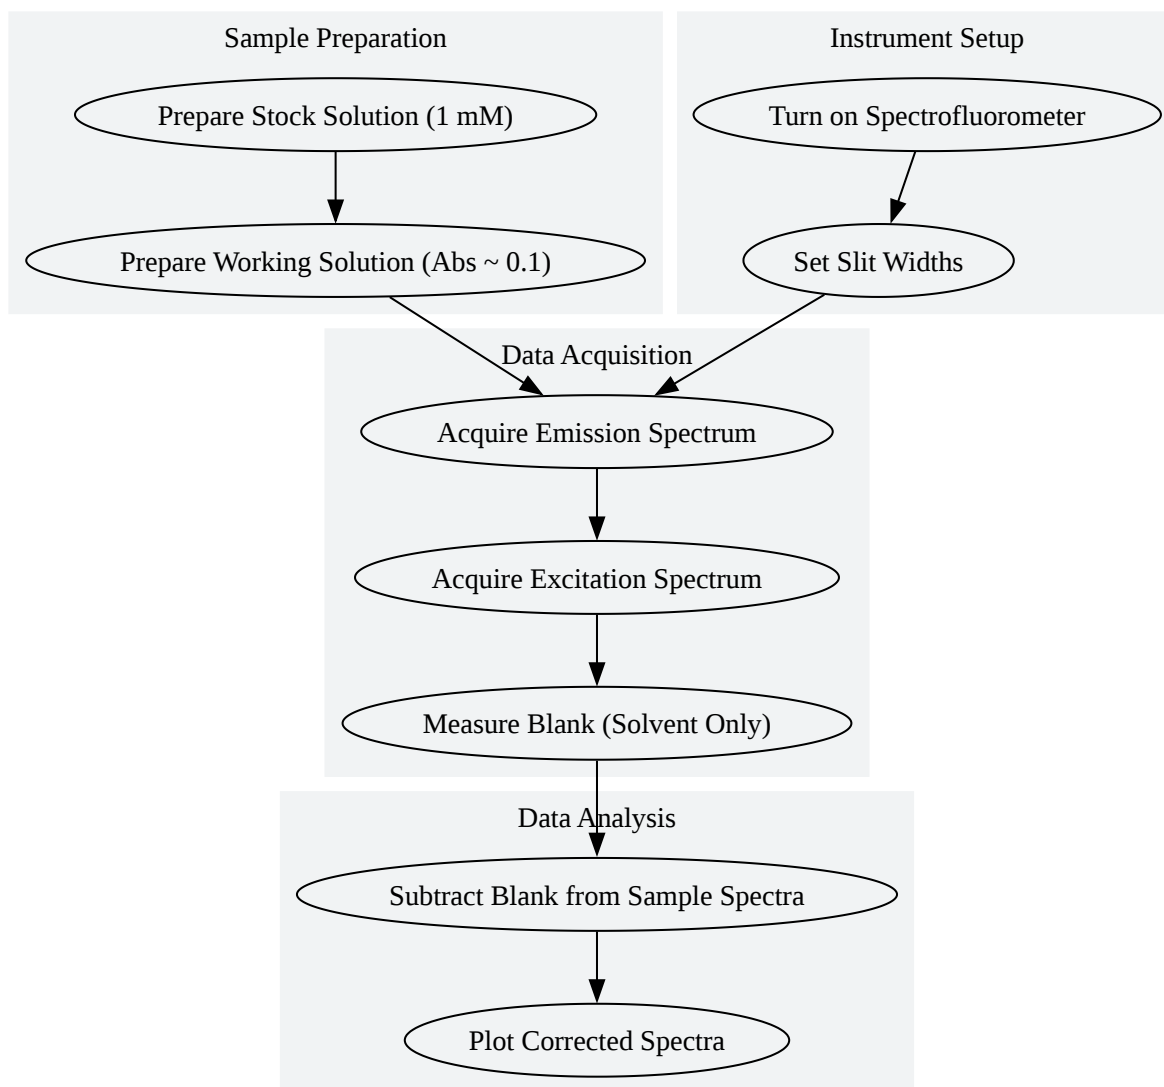 Sample Preparation
Instrument Setup
Prepare Stock Solution (1 mM)
Turn on Spectrofluorometer
Prepare Working Solution (Abs ~ 0.1)
Set Slit Widths
Data Acquisition
Acquire Emission Spectrum
Acquire Excitation Spectrum
Measure Blank (Solvent Only)
Data Analysis
Subtract Blank from Sample Spectra
Plot Corrected Spectra